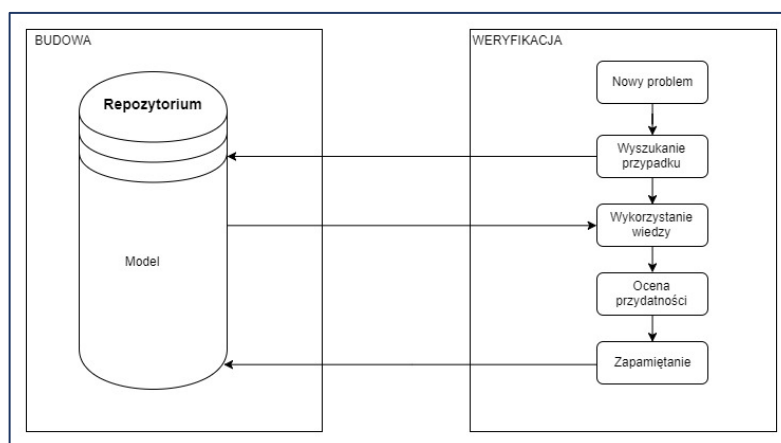 BUDOWA
Repozytorium
Model
WERYFIKACJA
Nowy problem
Wyszukanie
przypadku
Wykorzystanie
wiedzy
Ocena
przydatności
Zapamiętanie